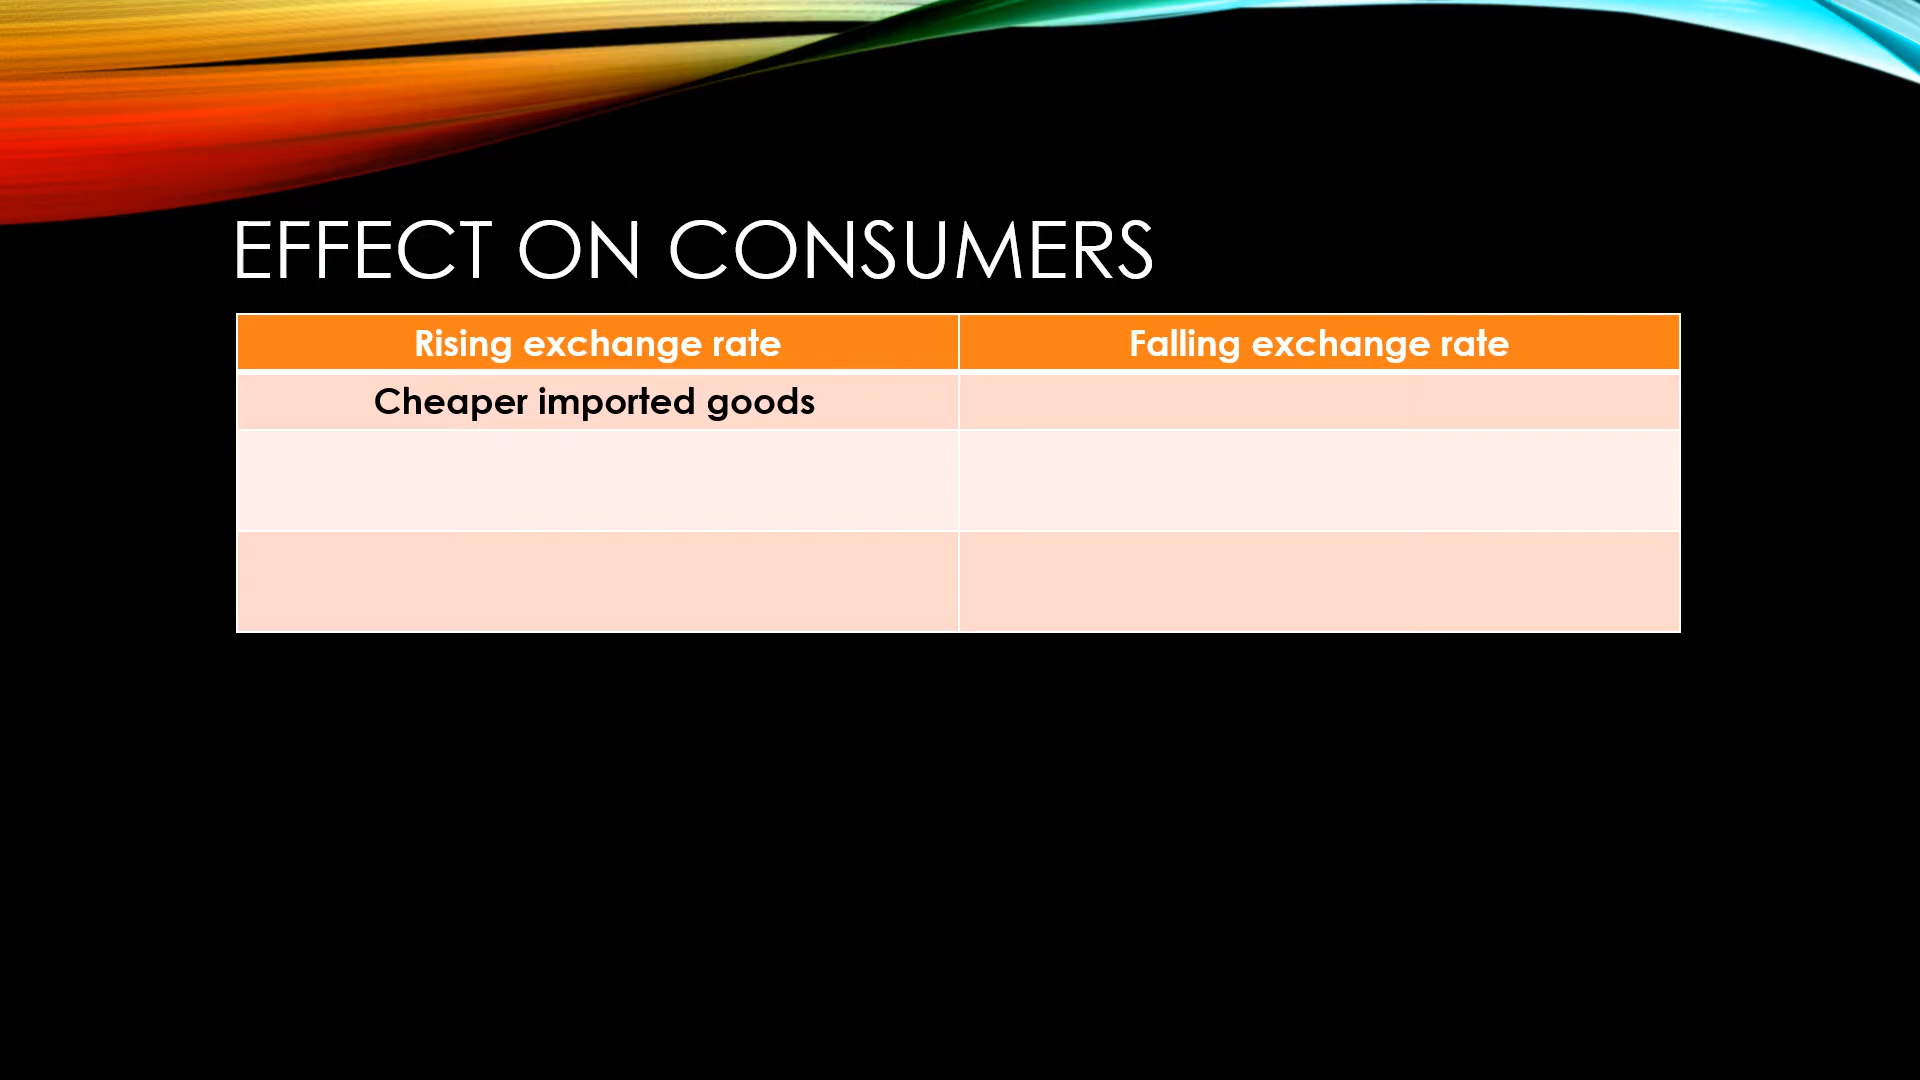 EFFECT ON CONSUMERS
Rising exchange rate
Falling exchange rate
Cheaper imported goods